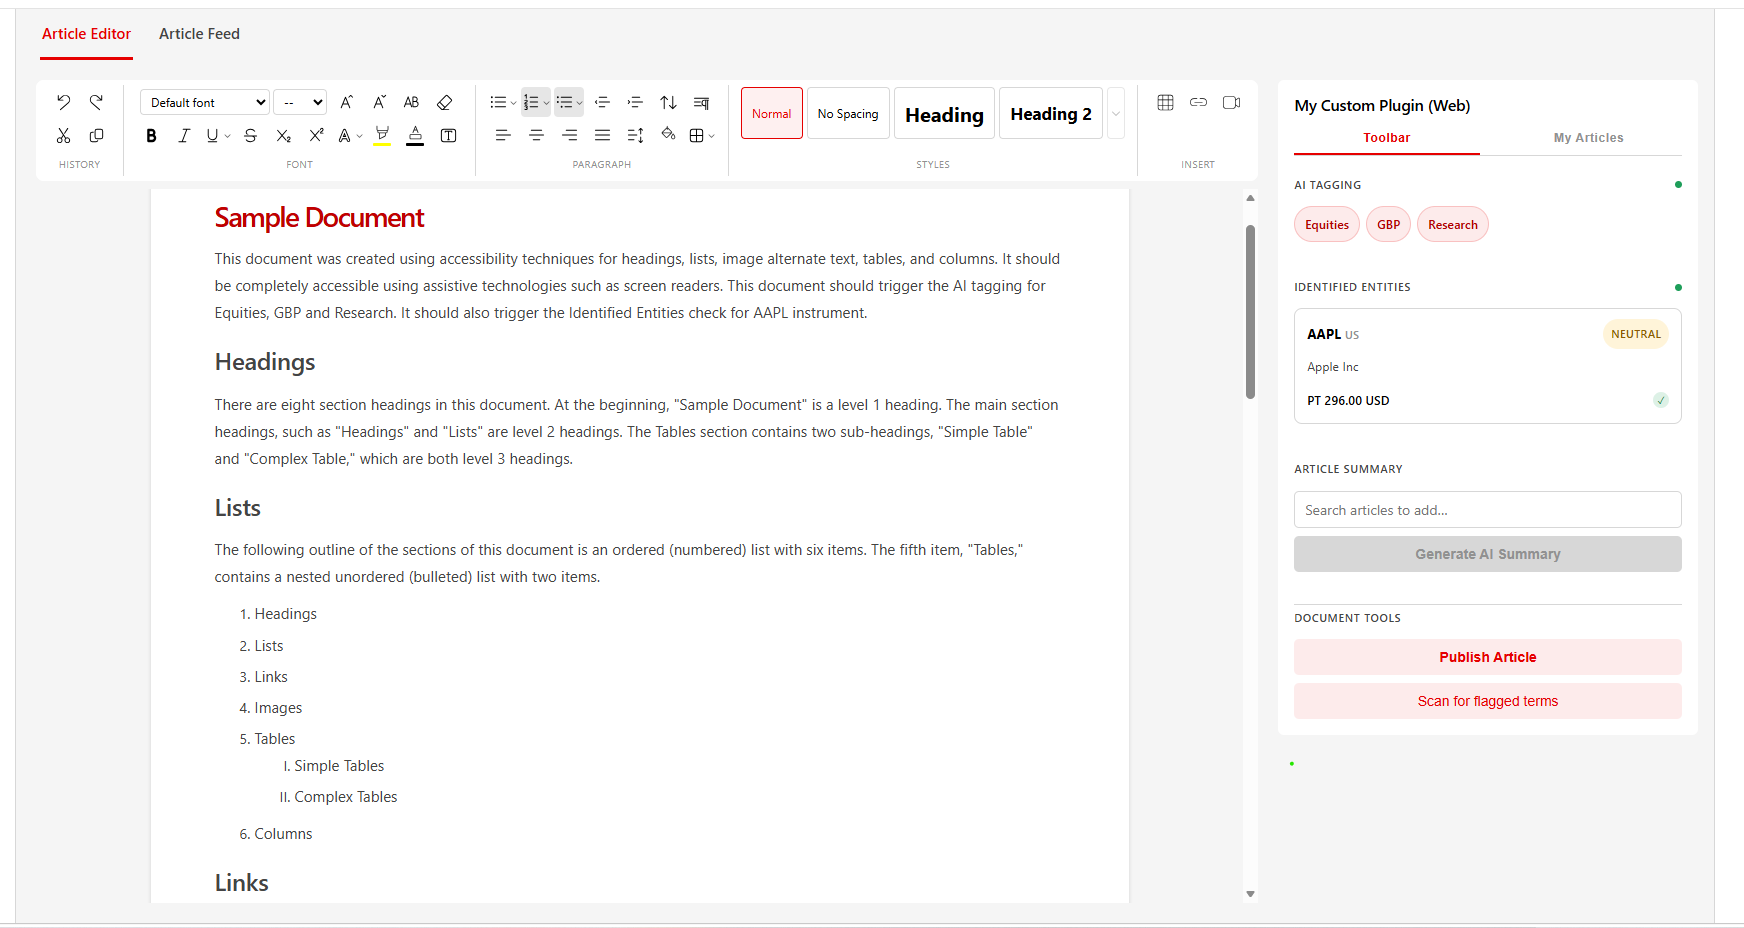 Article Editor
Article Feed
Default font
--
HISTORY
FONT
PARAGRAPH
Normal
No Spacing
Heading
Heading 2
STYLES
INSERT
Sample Document
This document was created using accessibility techniques for headings, lists, image alternate text, tables, and columns. It should
be completely accessible using assistive technologies such as screen readers. This document should trigger the AI tagging for
Equities, GBP and Research. It should also trigger the Identified Entities check for AAPL instrument.
Headings
There are eight section headings in this document. At the beginning, "Sample Document" is a level 1 heading. The main section
headings, such as "Headings" and "Lists" are level 2 headings. The Tables section contains two sub-headings, "Simple Table"
and "Complex Table," which are both level 3 headings.
Lists
The following outline of the sections of this document is an ordered (numbered) list with six items. The fifth item, "Tables,"
contains a nested unordered (bulleted) list with two items.
1. Headings
2. Lists
3. Links
4. Images
5. Tables
I. Simple Tables
II. Complex Tables
6. Columns
Links
My Custom Plugin (Web)
Toolbar
My Articles
AI TAGGING
Equities
GBP
Research
IDENTIFIED ENTITIES
AAPL US
NEUTRAL
Apple Inc
PT 296.00 USD
ARTICLE SUMMARY
Search articles to add...
Generate AI Summary
DOCUMENT TOOLS
Publish Article
Scan for flagged terms